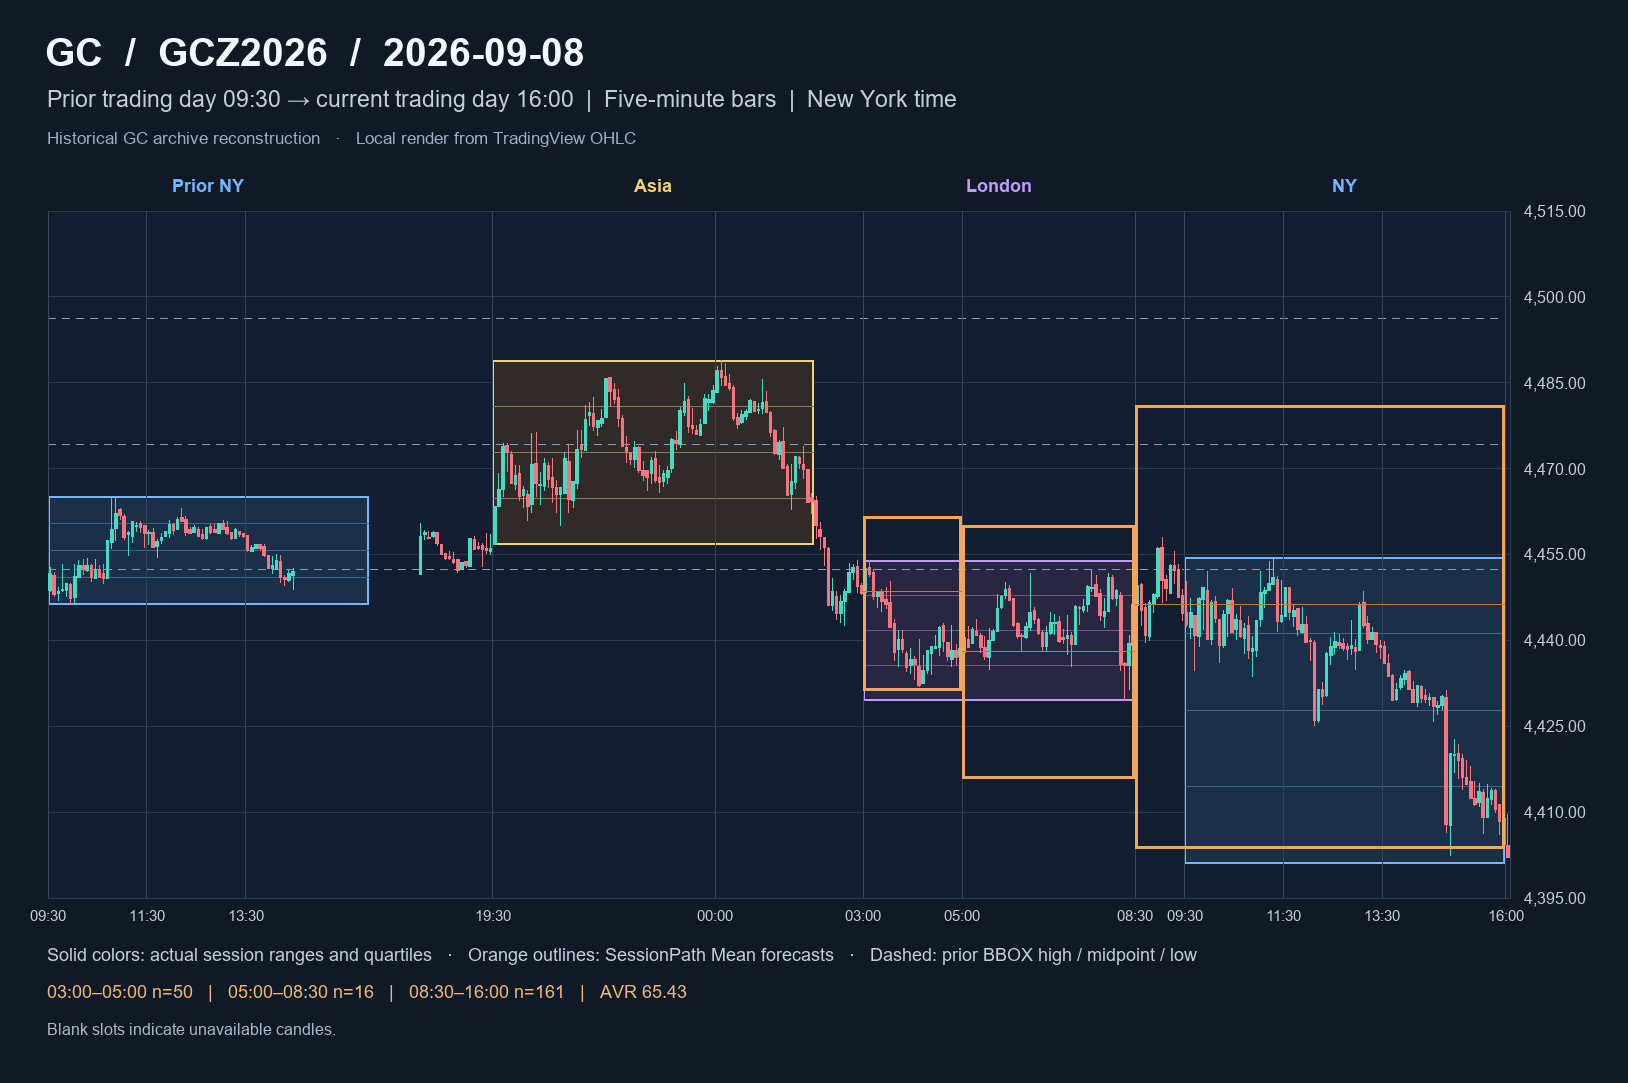 GC / GCZ2026 / 2026-09-08
Prior trading day 09:30 → current trading day 16:00 | Five-minute bars | New York time
Historical GC archive reconstruction · Local render from TradingView OHLC
Prior NY Asia London NY
4,515.00
4,500.00
4,485.00
4,470.00
4,455.00
4,440.00
4,425.00
4,410.00
4,395.00
09:30 11:30 13:30 19:30 00:00 03:00 05:00 08:30 09:30 11:30 13:30 16:00
Solid colors: actual session ranges and quartiles · Orange outlines: SessionPath Mean forecasts · Dashed: prior BBOX high / midpoint / low
03:00–05:00 n=50 | 05:00–08:30 n=16 | 08:30–16:00 n=161 | AVR 65.43
Blank slots indicate unavailable candles.